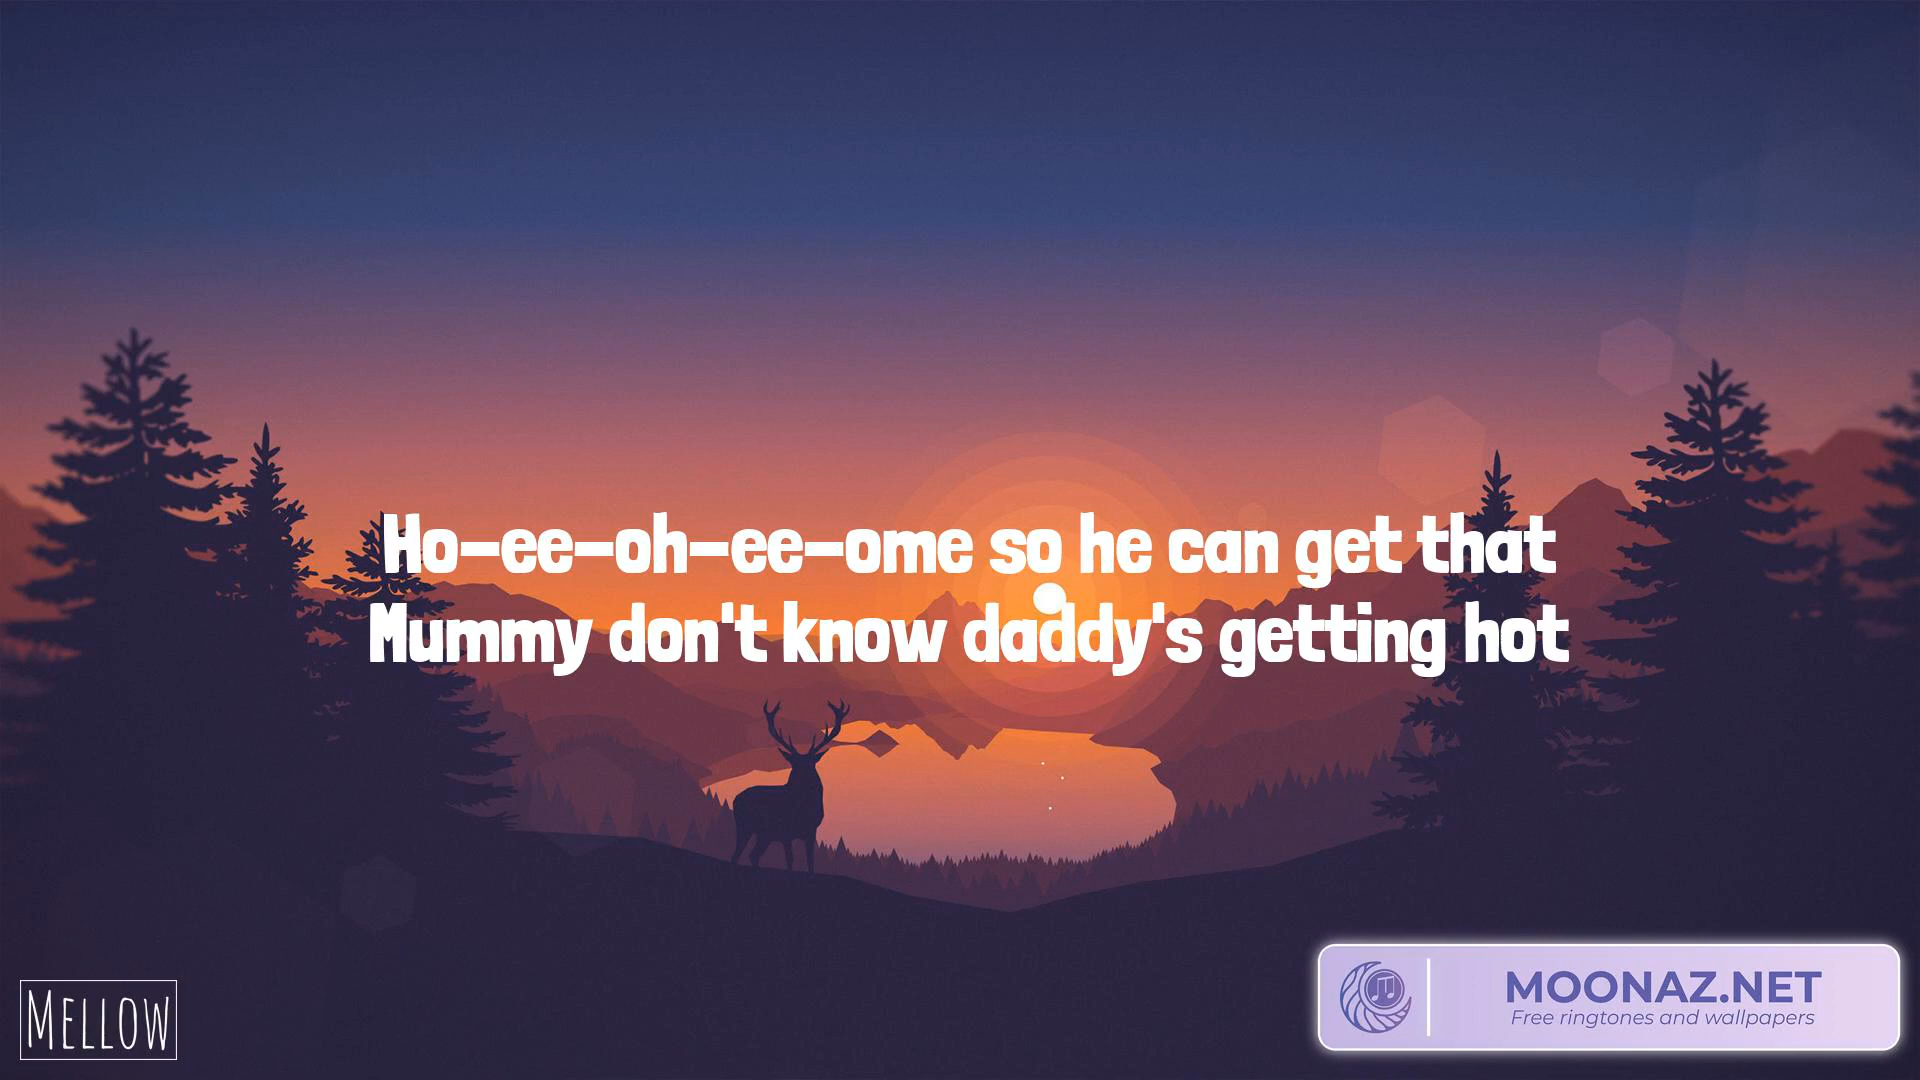 Ho-ee-oh-ee-ome so he can get that
Mummy don't know daddy's getting hot
MELLOW
MOONAZ.NET
Free ringtones and wallpapers